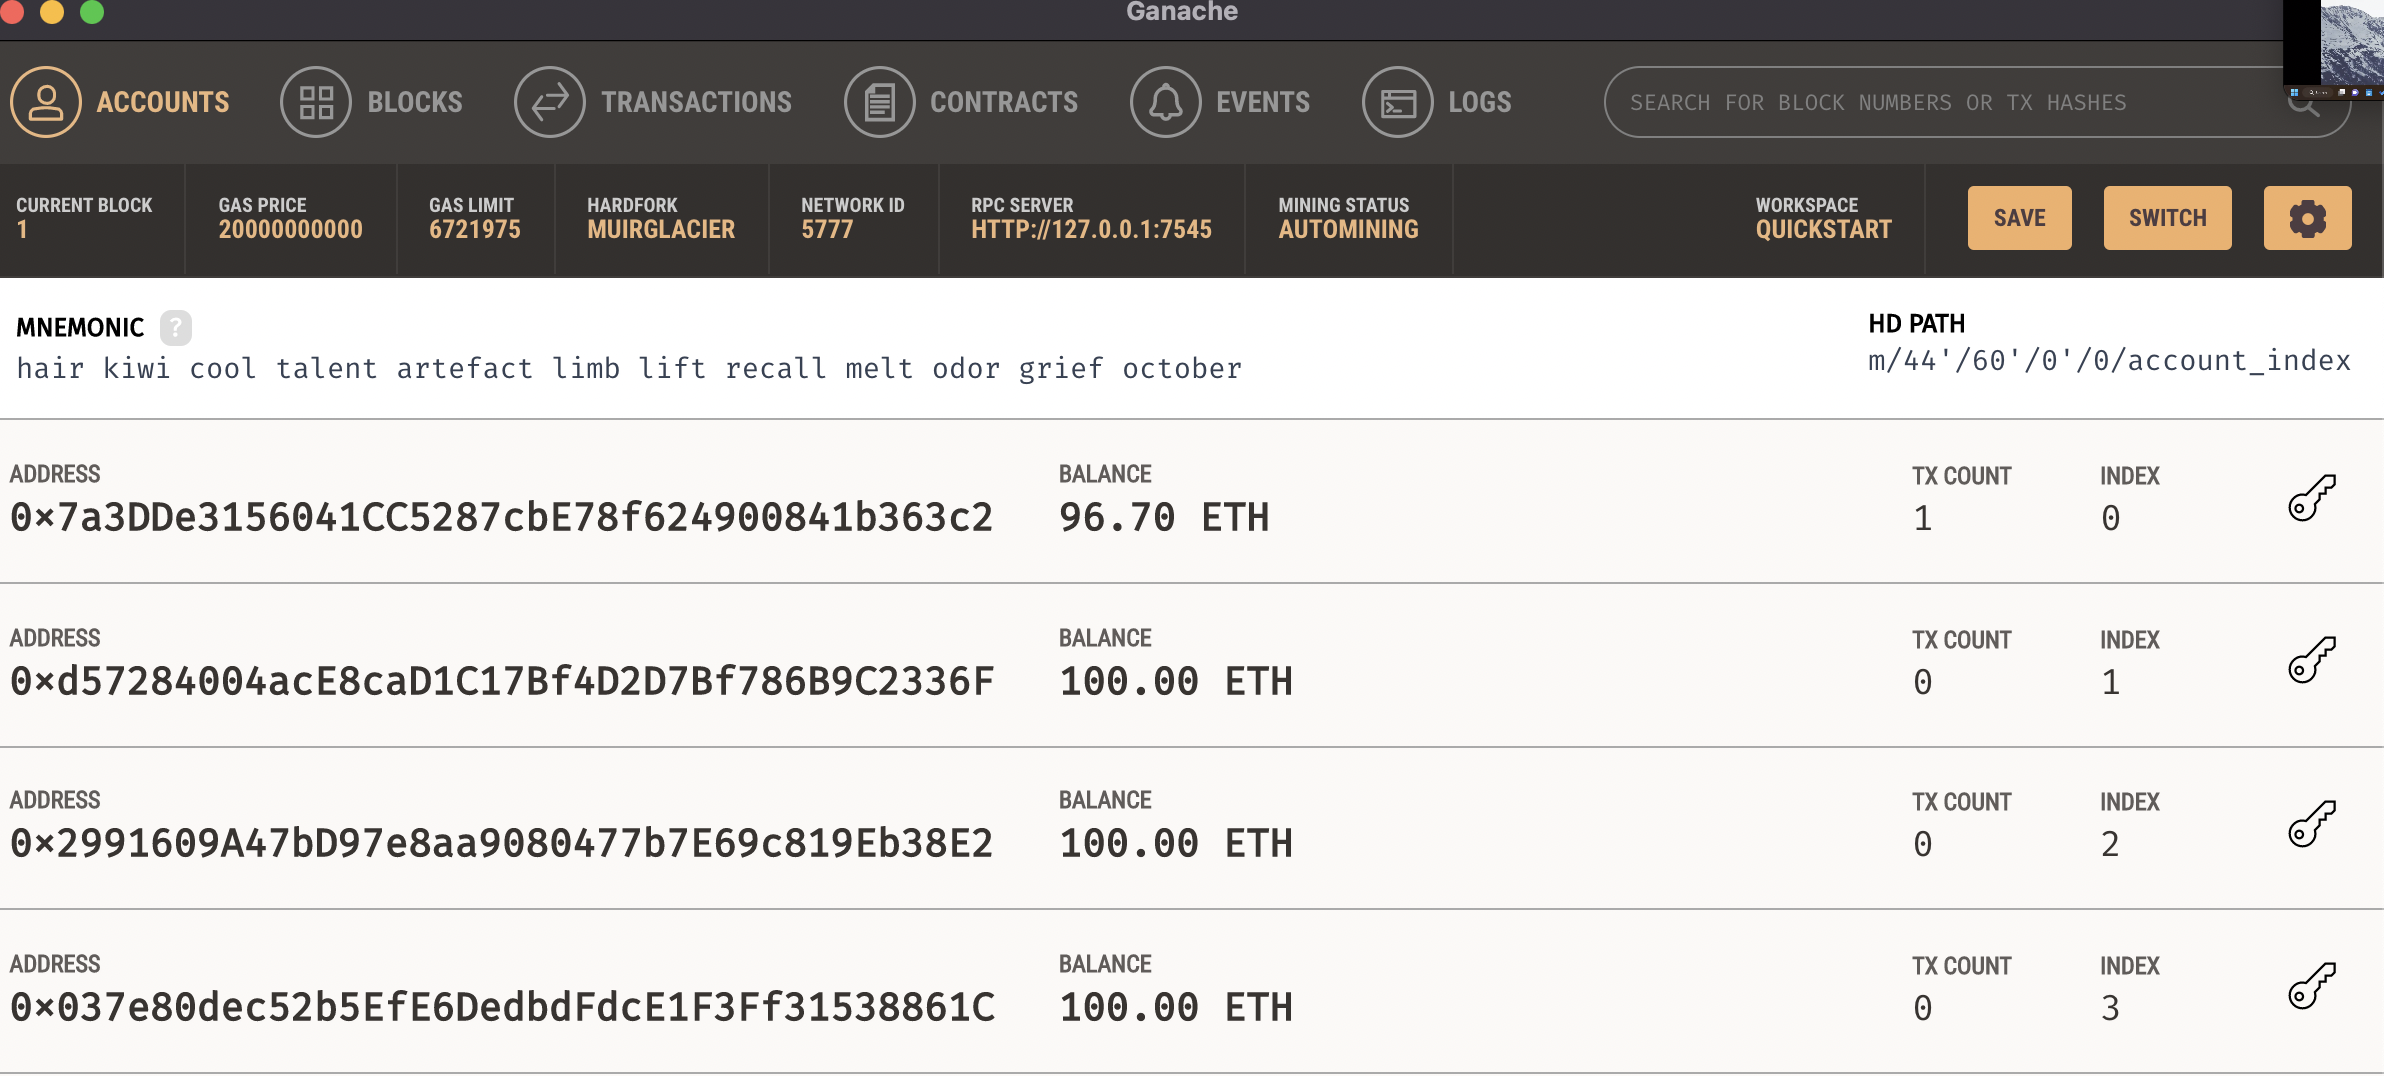 Ganache
ACCOUNTS BLOCKS TRANSACTIONS CONTRACTS EVENTS LOGS SEARCH FOR BLOCK NUMBERS OR TX HASHES
CURRENT BLOCK GAS PRICE GAS LIMIT HARDFORK NETWORK ID RPC SERVER MINING STATUS WORKSPACE
1 20000000000 6721975 MUIRGLACIER 5777 HTTP://127.0.0.1:7545 AUTOMINING QUICKSTART SAVE SWITCH
MNEMONIC ? HD PATH
hair kiwi cool talent artefact limb lift recall melt odor grief october m/44'/60'/0'/0/account_index
ADDRESS BALANCE TX COUNT INDEX
0×7a3DDe3156041CC5287cbE78f624900841b363c2 96.70 ETH 1 0
ADDRESS BALANCE TX COUNT INDEX
0×d57284004acE8caD1C17Bf4D2D7Bf786B9C2336F 100.00 ETH 0 1
ADDRESS BALANCE TX COUNT INDEX
0×2991609A47bD97e8aa9080477b7E69c819Eb38E2 100.00 ETH 0 2
ADDRESS BALANCE TX COUNT INDEX
0×037e80dec52b5EfE6DedbdFdcE1F3Ff31538861C 100.00 ETH 0 3